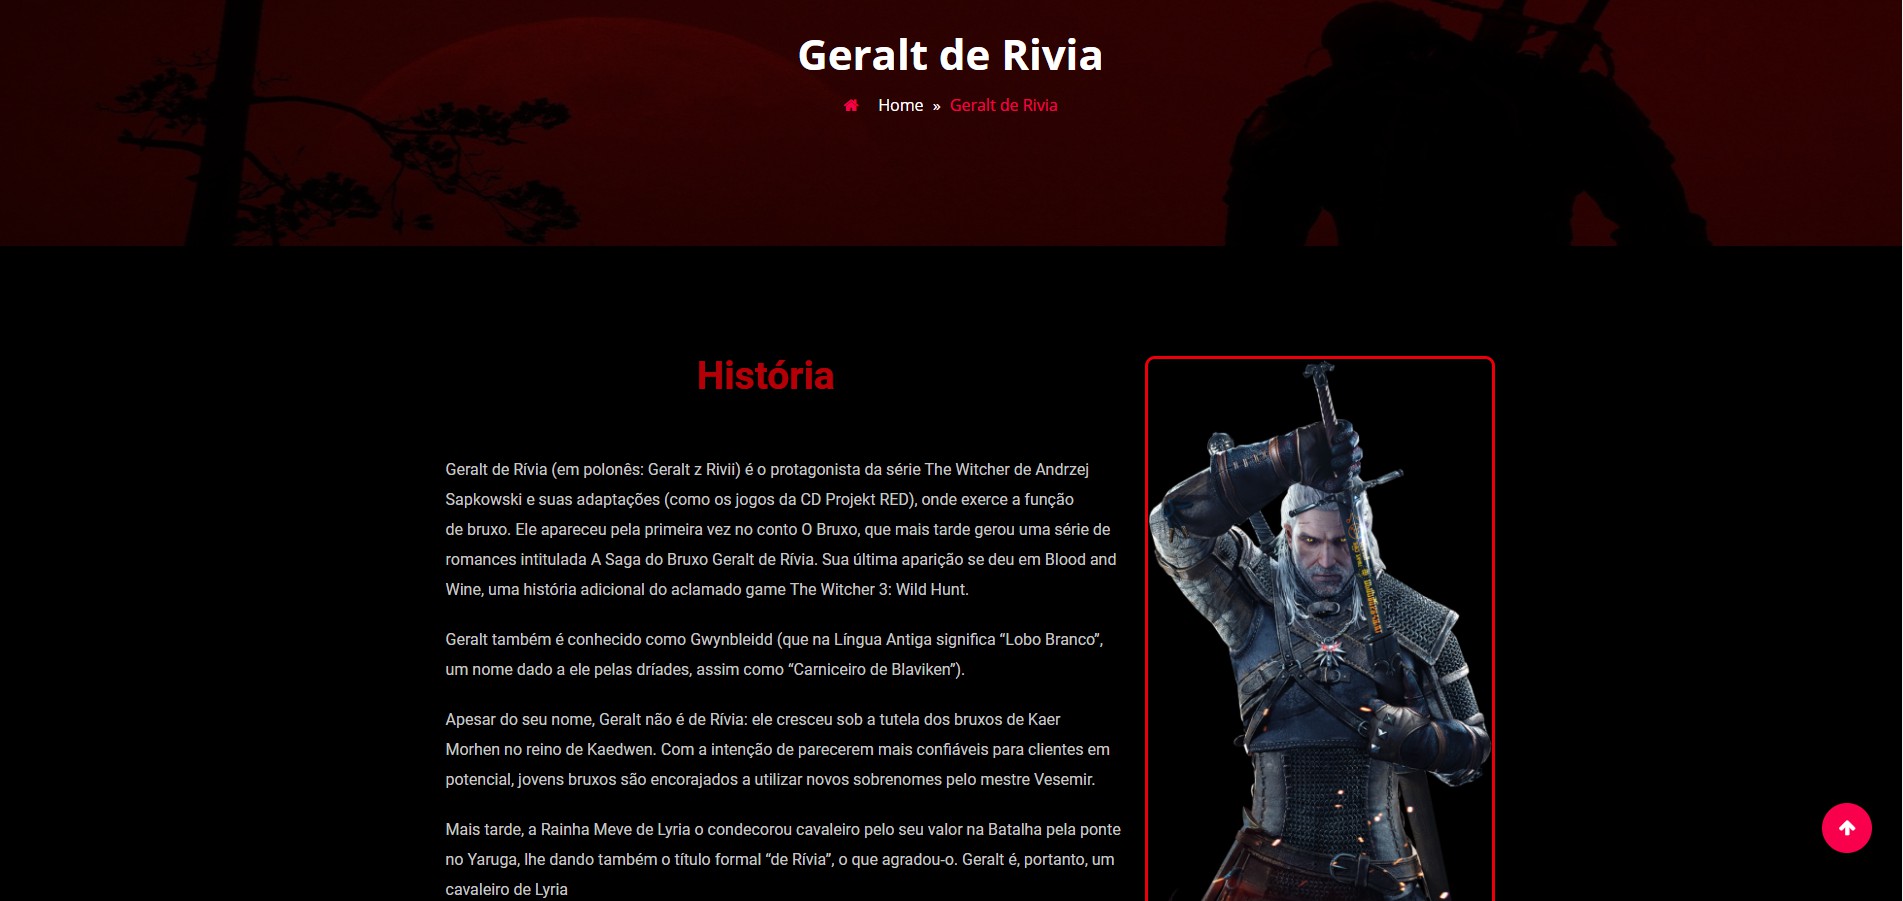 Geralt de Rivia
Home » Geralt de Rivia
História
Geralt de Rívia (em polonês: Geralt z Rivii) é o protagonista da série The Witcher de Andrzej
Sapkowski e suas adaptações (como os jogos da CD Projekt RED), onde exerce a função
de bruxo. Ele apareceu pela primeira vez no conto O Bruxo, que mais tarde gerou uma série de
romances intitulada A Saga do Bruxo Geralt de Rívia. Sua última aparição se deu em Blood and
Wine, uma história adicional do aclamado game The Witcher 3: Wild Hunt.
Geralt também é conhecido como Gwynbleidd (que na Língua Antiga significa “Lobo Branco”,
um nome dado a ele pelas dríades, assim como “Carniceiro de Blaviken”).
Apesar do seu nome, Geralt não é de Rívia: ele cresceu sob a tutela dos bruxos de Kaer
Morhen no reino de Kaedwen. Com a intenção de parecerem mais confiáveis para clientes em
potencial, jovens bruxos são encorajados a utilizar novos sobrenomes pelo mestre Vesemir.
Mais tarde, a Rainha Meve de Lyria o condecorou cavaleiro pelo seu valor na Batalha pela ponte
no Yaruga, lhe dando também o título formal “de Rívia”, o que agradou-o. Geralt é, portanto, um
cavaleiro de Lyria